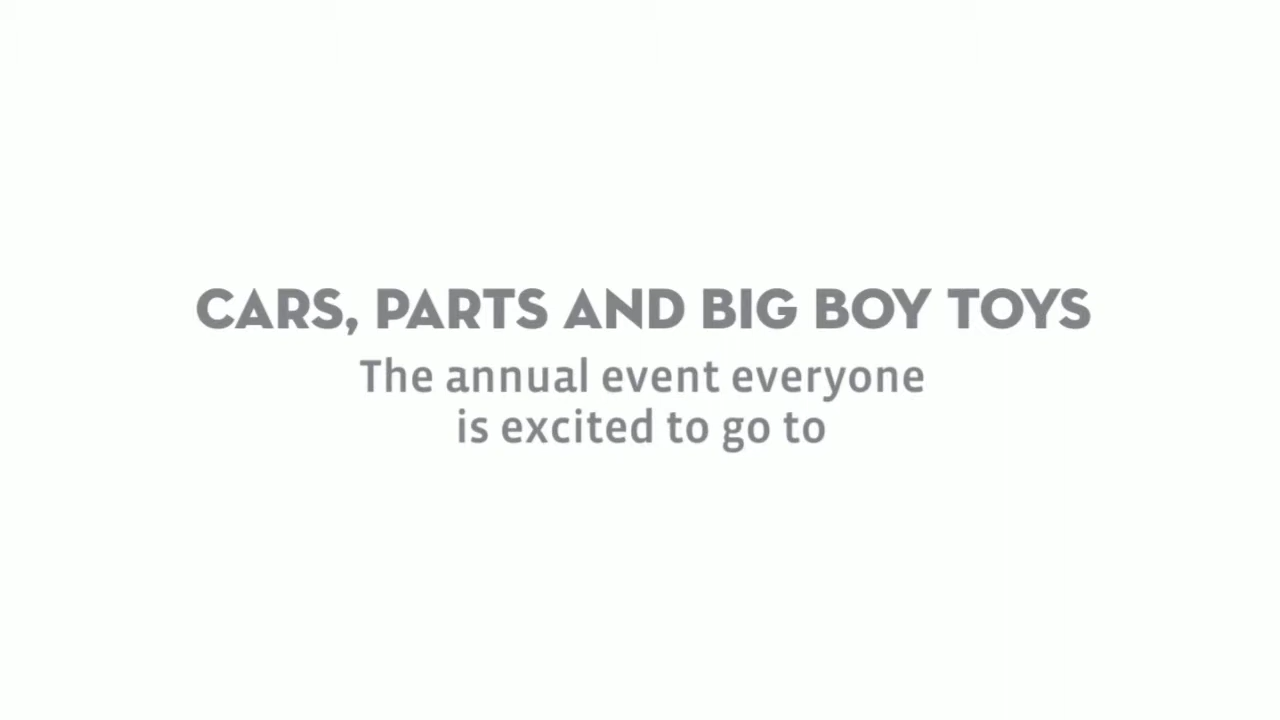 CARS, PARTS AND BIG BOY TOYS
The annual event everyone
is excited to go to